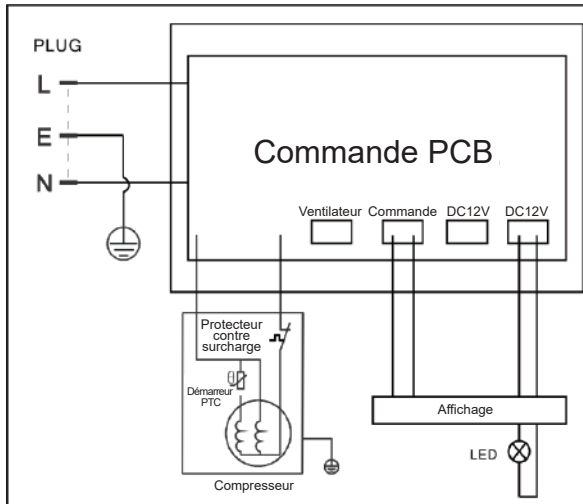 PLUG
L
E
N
Commande PCB
Ventilateur
Commande
DC12V
DC12V
Protecteur
contre
surcharge
θ
Démarreur
PTC
Compresseur
Affichage
LED